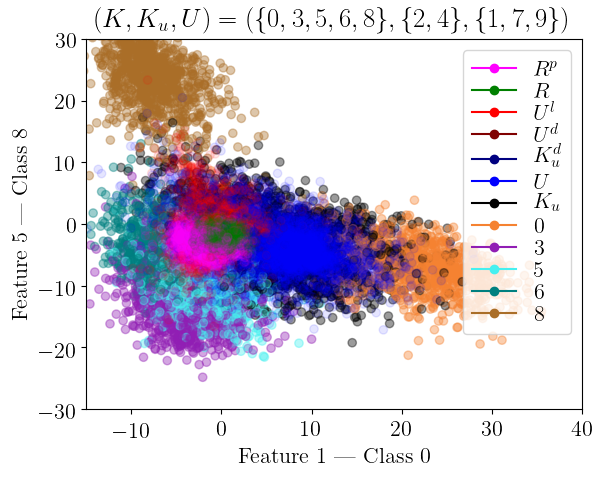 (K, K_u, U) = ({0, 3, 5, 6, 8}, {2, 4}, {1, 7, 9})
30
20
10
0
−10
−20
−30
−10
0
10
20
30
40
Feature 5 — Class 8
Feature 1 — Class 0
R^p
R
U^l
U^d
K_u^d
U
K_u
0
3
5
6
8